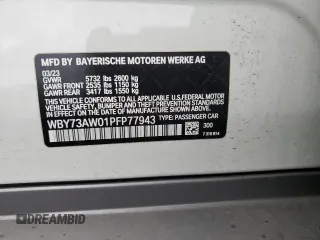 MFD BY BAYERISCHE MOTOREN WERKE AG
03/23
GVWR 5732 lbs 2600 kg
GAWR FRONT 2535 lbs 1150 kg
GAWR REAR 3417 lbs 1550 kg
THIS VEHICLE CONFORMS TO ALL APPLICABLE FEDERAL MOTOR
VEHICLE SAFETY, BUMPER, AND THEFT PREVENTION STANDARDS
IN EFFECT ON THE DATE OF MANUFACTURE SHOWN ABOVE.
WBY73AW01PFP77943 TYPE: PASSENGER CAR
300
DREAMBID